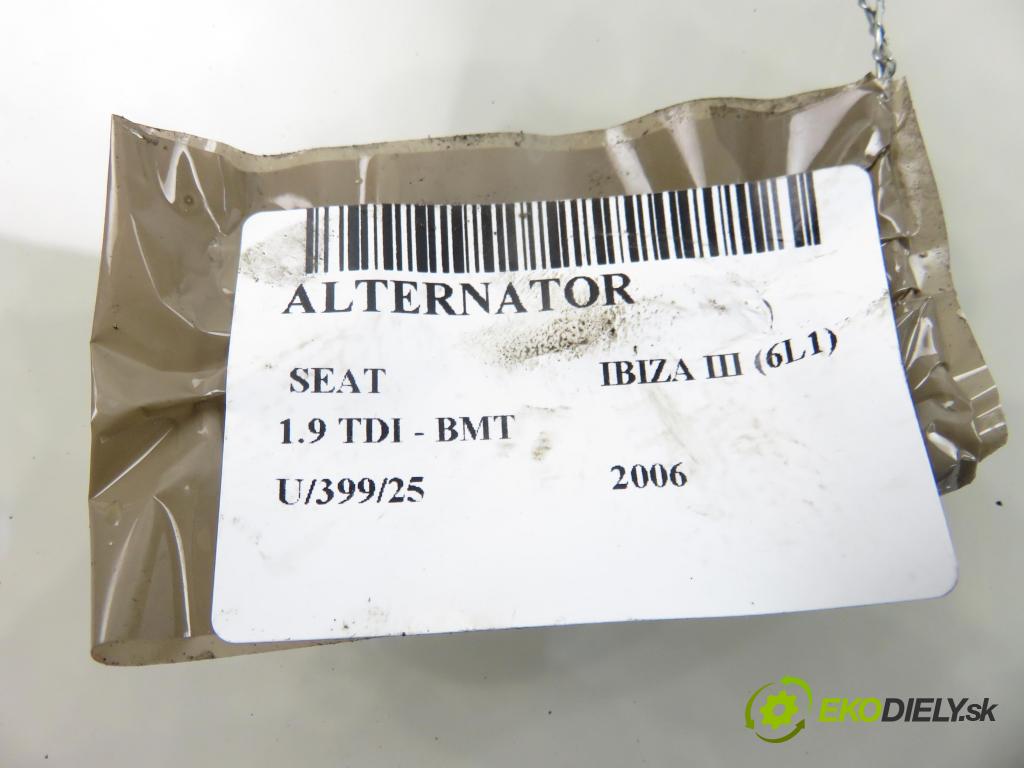 ALTERNATOR
SEAT IBIZA III (6L1)
1.9 TDI - BMT
U/399/25 2006
EKODIELY.sk